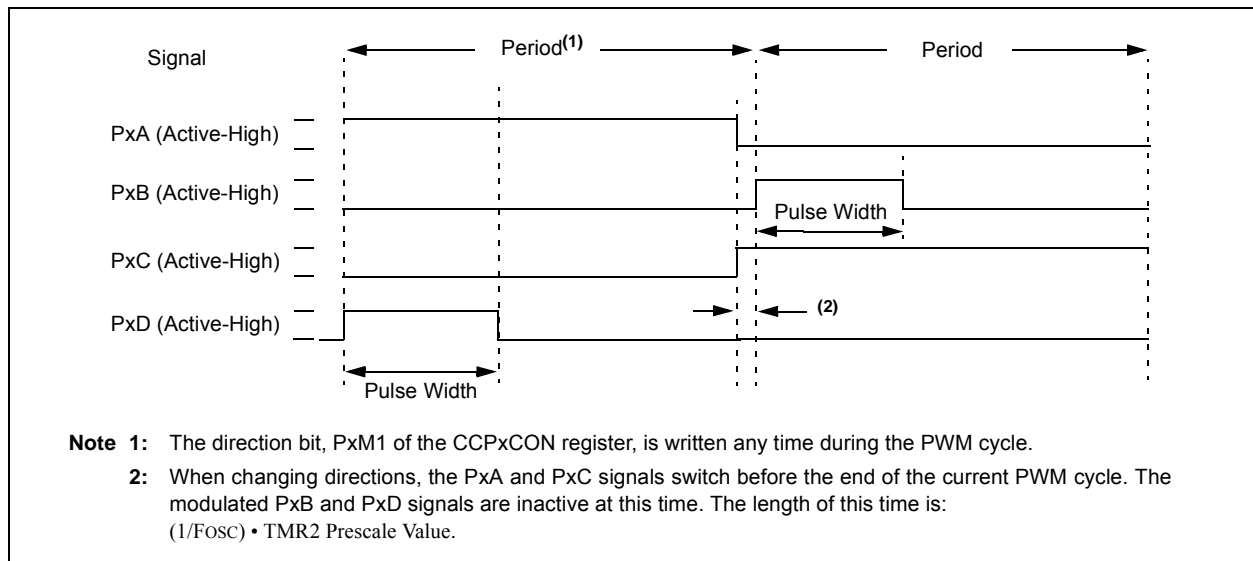 Signal
Period(1)
Period
PxA (Active-High)
PxB (Active-High)
Pulse Width
PxC (Active-High)
(2)
PxD (Active-High)
Pulse Width
Note 1: The direction bit, PxM1 of the CCPxCON register, is written any time during the PWM cycle.
2: When changing directions, the PxA and PxC signals switch before the end of the current PWM cycle. The
modulated PxB and PxD signals are inactive at this time. The length of this time is:
(1/FOSC) • TMR2 Prescale Value.